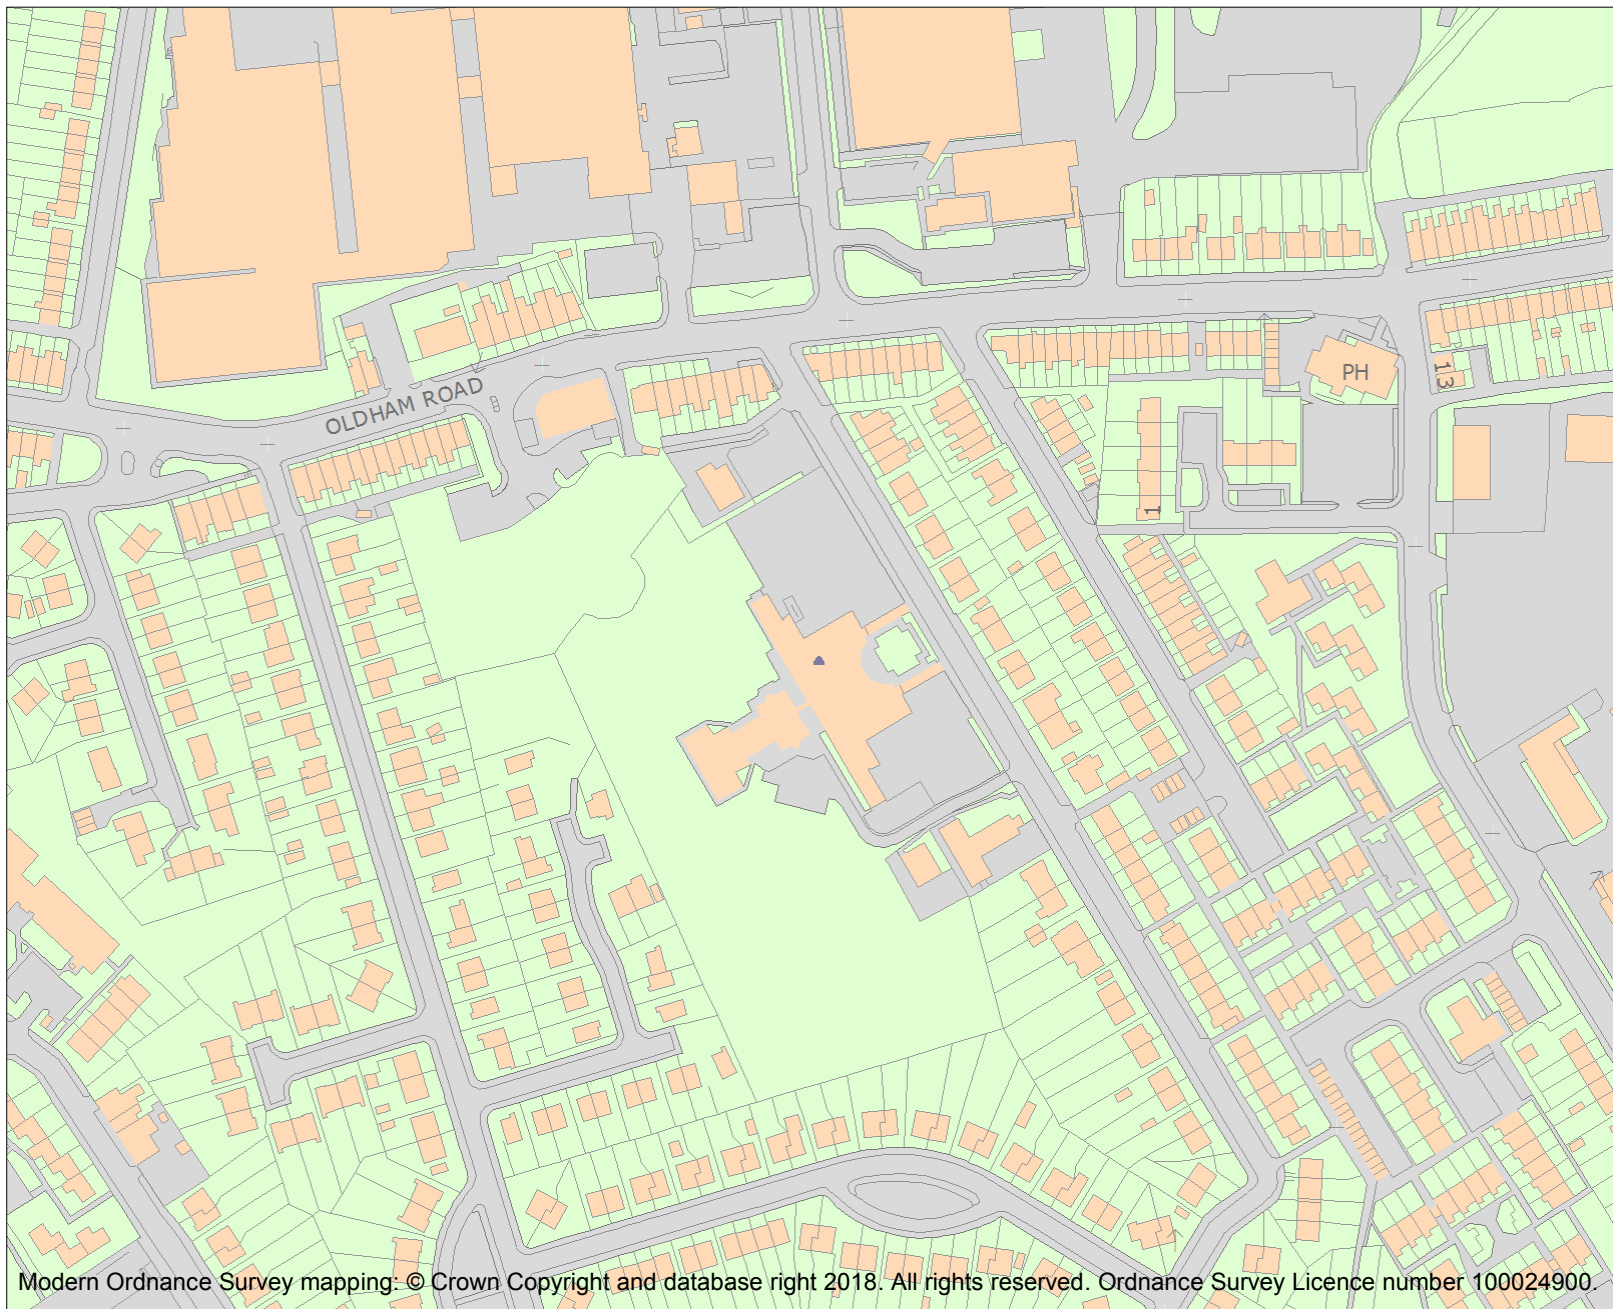 PH
13
OLDHAM ROAD
1
Modern Ordnance Survey mapping: © Crown Copyright and database right 2018. All rights reserved. Ordnance Survey Licence number 100024900.